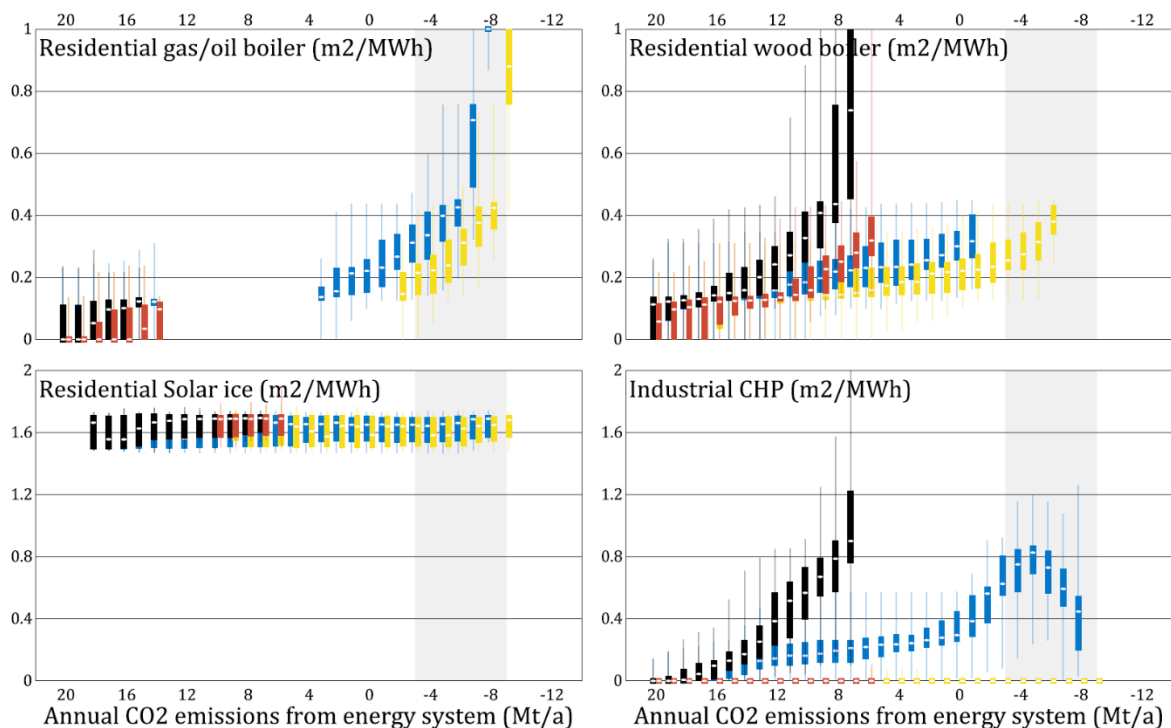 20 16 12 8 4 0 -4 -8 -12
20 16 12 8 4 0 -4 -8 -12
Residential gas/oil boiler (m2/MWh)
Residential wood boiler (m2/MWh)
1
0.8
0.6
0.4
0.2
0
1
0.8
0.6
0.4
0.2
0
Residential Solar ice (m2/MWh)
Industrial CHP (m2/MWh)
2
1.6
1.2
0.8
0.4
0
2
1.6
1.2
0.8
0.4
0
20 16 12 8 4 0 -4 -8 -12
20 16 12 8 4 0 -4 -8 -12
Annual CO2 emissions from energy system (Mt/a)
Annual CO2 emissions from energy system (Mt/a)